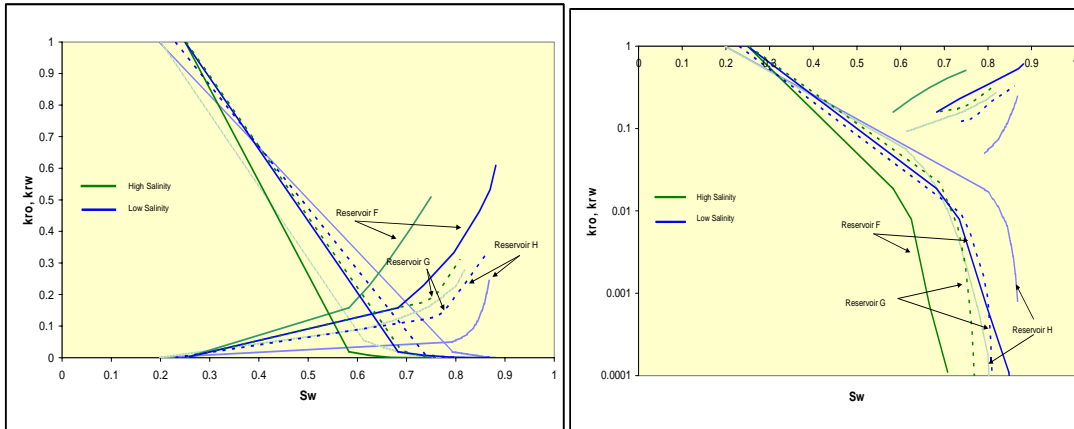 1
0.9
0.8
0.7
0.6
0.5
0.4
0.3
0.2
0.1
0
kro, krw
0 0.1 0.2 0.3 0.4 0.5 0.6 0.7 0.8 0.9 1
Sw
High Salinity
Low Salinity
Reservoir F
Reservoir G
Reservoir H
1
0.1
0.01
0.001
0.0001
kro, krw
0 0.1 0.2 0.3 0.4 0.5 0.6 0.7 0.8 0.9 1
Sw
High Salinity
Low Salinity
Reservoir F
Reservoir G
Reservoir H